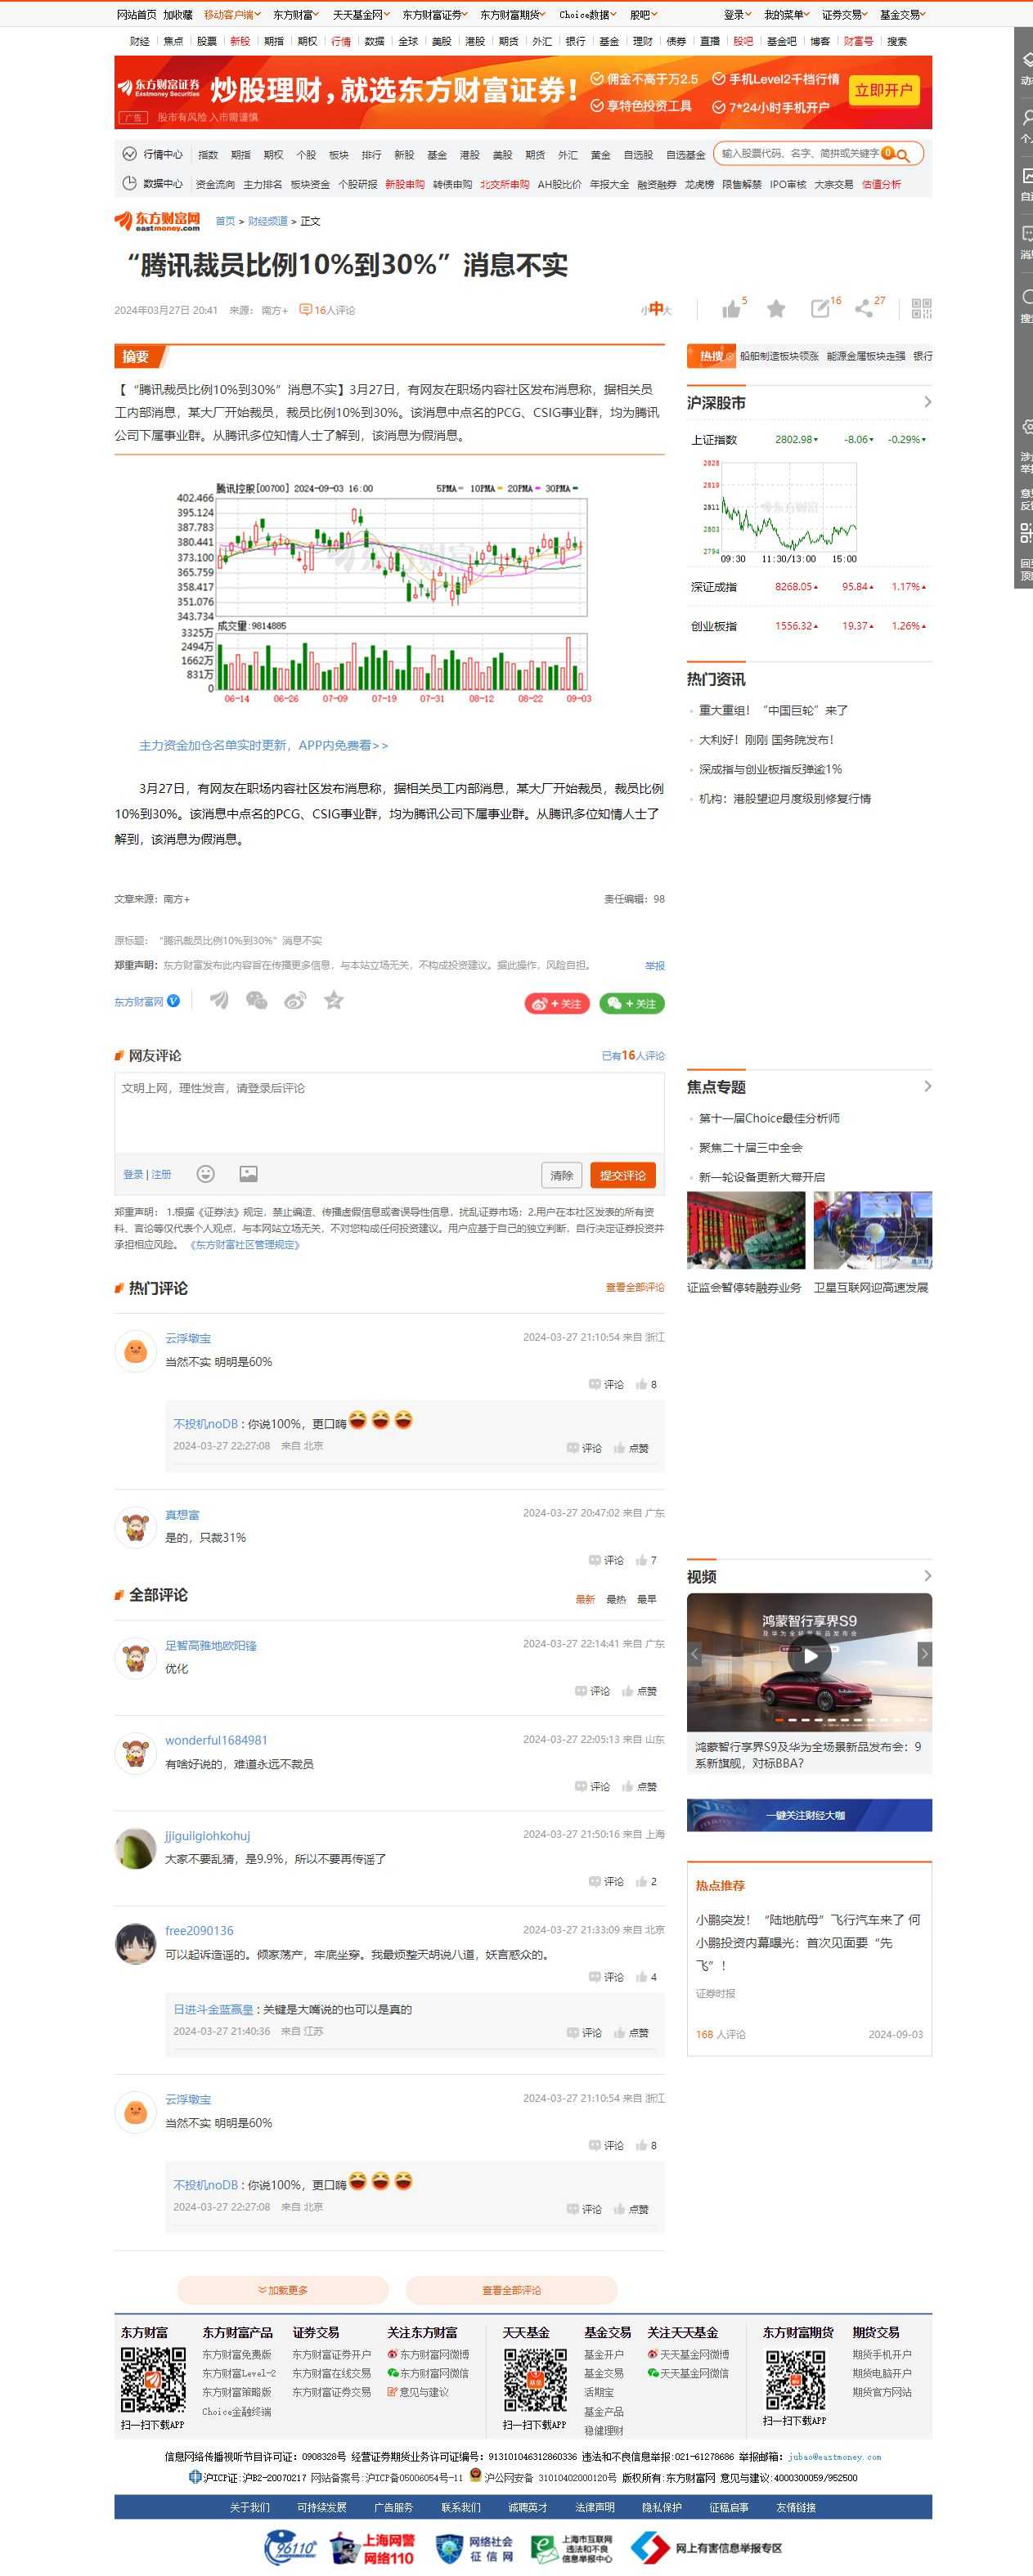 网站首页 加收藏 移动客户端 东方财富 天天基金网 东方财富证券 东方财富期货 Choice数据 股吧 登录 我的菜单 证券交易 基金交易
财经 焦点 股票 新股 期指 期权 行情 数据 全球 美股 港股 期货 外汇 银行 基金 理财 债券 直播 股吧 基金吧 博客 财富号 搜索
东方财富证券 Eastmoney Securities 炒股理财，就选东方财富证券！
佣金不高于万2.5 手机Level2千档行情
享特色投资工具 7*24小时手机开户
立即开户
广告 股市有风险 入市需谨慎
行情中心 指数 期指 期权 个股 板块 排行 新股 基金 港股 美股 期货 外汇 黄金 自选股 自选基金 输入股票代码、名字、简拼或关键字 0
数据中心 资金流向 主力排名 板块资金 个股研报 新股申购 转债申购 北交所申购 AH股比价 年报大全 融资融券 龙虎榜 限售解禁 IPO审核 大宗交易 估值分析
东方财富网 eastmoney.com 首页 > 财经频道 > 正文
“腾讯裁员比例10%到30%”消息不实
2024年03月27日 20:41 来源： 南方+ 16人评论 小 中 大 5 16 27
摘要
【“腾讯裁员比例10%到30%”消息不实】3月27日，有网友在职场内容社区发布消息称，据相关员
工内部消息，某大厂开始裁员，裁员比例10%到30%。该消息中点名的PCG、CSIG事业群，均为腾讯
公司下属事业群。从腾讯多位知情人士了解到，该消息为假消息。
腾讯控股[00700] 2024-09-03 16:00 5PMA 10PMA 20PMA 30PMA
402.466
395.124
387.783
380.441
373.100
365.759
358.417
351.076
343.734
成交量:9814885
3325万
2494万
1662万
831万
0
06-14 06-26 07-09 07-19 07-31 08-12 08-22 09-03
主力资金加仓名单实时更新，APP内免费看>>
3月27日，有网友在职场内容社区发布消息称，据相关员工内部消息，某大厂开始裁员，裁员比例
10%到30%。该消息中点名的PCG、CSIG事业群，均为腾讯公司下属事业群。从腾讯多位知情人士了
解到，该消息为假消息。
文章来源：南方+ 责任编辑：98
原标题：“腾讯裁员比例10%到30%”消息不实
郑重声明：东方财富发布此内容旨在传播更多信息，与本站立场无关，不构成投资建议。据此操作，风险自担。 举报
东方财富网 +关注 +关注
网友评论 已有16人评论
文明上网，理性发言，请登录后评论
登录 | 注册 清除 提交评论
郑重声明： 1.根据《证券法》规定，禁止编造、传播虚假信息或者误导性信息，扰乱证券市场；2.用户在本社区发表的所有资
料、言论等仅代表个人观点，与本网站立场无关，不对您构成任何投资建议。用户应基于自己的独立判断，自行决定证券投资并
承担相应风险。《东方财富社区管理规定》
热门评论 查看全部评论
云浮墩宝 2024-03-27 21:10:54 来自 浙江
当然不实 明明是60%
评论 8
不投机noDB：你说100%，更口嗨
2024-03-27 22:27:08 来自 北京 评论 点赞
真想富 2024-03-27 20:47:02 来自 广东
是的，只裁31%
评论 7
全部评论 最新 最热 最早
足智高雅地欧阳锋 2024-03-27 22:14:41 来自 广东
优化
评论 点赞
wonderful1684981 2024-03-27 22:05:13 来自 山东
有啥好说的，难道永远不裁员
评论 点赞
jjiguiigiohkohuj 2024-03-27 21:50:16 来自 上海
大家不要乱猜，是9.9%，所以不要再传谣了
评论 2
free2090136 2024-03-27 21:33:09 来自 北京
可以起诉造谣的。倾家荡产，牢底坐穿。我最烦整天胡说八道，妖言惑众的。
评论 4
日进斗金蓝赢皇：关键是大嘴说的也可以是真的
2024-03-27 21:40:36 来自 江苏 评论 点赞
云浮墩宝 2024-03-27 21:10:54 来自 浙江
当然不实 明明是60%
评论 8
不投机noDB：你说100%，更口嗨
2024-03-27 22:27:08 来自 北京 评论 点赞
加载更多 查看全部评论
热搜 船舶制造板块领涨 能源金属板块走强 银行
沪深股市
上证指数 2802.98 -8.06 -0.29%
2828
2819
2811
2803
2794
09:30 11:30/13:00 15:00
深证成指 8268.05 95.84 1.17%
创业板指 1556.32 19.37 1.26%
热门资讯
重大重组！“中国巨轮”来了
大利好！刚刚 国务院发布！
深成指与创业板指反弹逾1%
机构：港股望迎月度级别修复行情
焦点专题
第十一届Choice最佳分析师
聚焦二十届三中全会
新一轮设备更新大幕开启
证监会暂停转融券业务 卫星互联网迎高速发展
视频
鸿蒙智行享界S9
鸿蒙智行享界S9及华为全场景新品发布会：9
系新旗舰，对标BBA？
一键关注财经大咖
热点推荐
小鹏突发！“陆地航母”飞行汽车来了 何
小鹏投资内幕曝光：首次见面要“先
飞”！
证券时报
168 人评论 2024-09-03
东方财富 东方财富产品 证券交易 关注东方财富 天天基金 基金交易 关注天天基金 东方财富期货 期货交易
东方财富免费版 东方财富证券开户 东方财富网微博 基金开户 天天基金网微博 期货手机开户
东方财富Level-2 东方财富在线交易 东方财富网微信 基金交易 天天基金网微信 期货电脑开户
东方财富策略版 东方财富证券交易 意见与建议 活期宝 期货官方网站
Choice金融终端 基金产品
扫一扫下载APP 扫一扫下载APP 稳健理财 扫一扫下载APP
信息网络传播视听节目许可证：0908328号 经营证券期货业务许可证编号：913101046312860336 违法和不良信息举报:021-61278686 举报邮箱：jubao@eastmoney.com
沪ICP证:沪B2-20070217 网站备案号:沪ICP备05006054号-11 沪公网安备 31010402000120号 版权所有:东方财富网 意见与建议:4000300059/952500
关于我们 可持续发展 广告服务 联系我们 诚聘英才 法律声明 隐私保护 征稿启事 友情链接
96110 上海网警 网络110 网络社会 征信网 上海市互联网 违法和不良 信息举报中心 网上有害信息举报专区